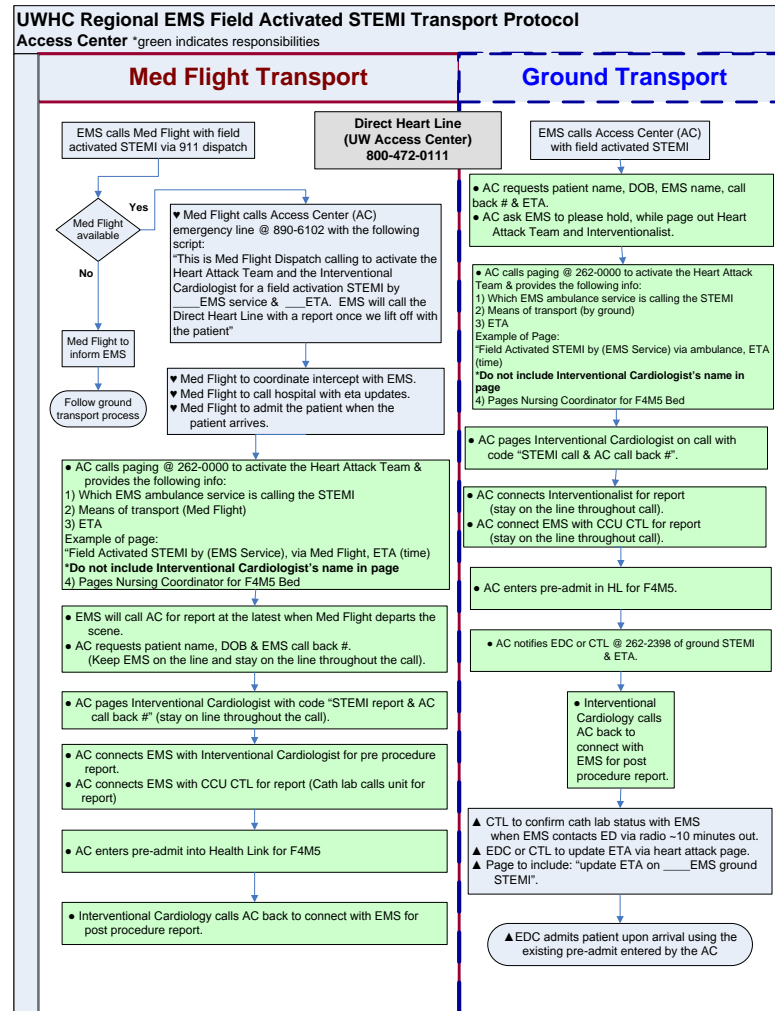 UWHC Regional EMS Field Activated STEMI Transport Protocol
Access Center *green indicates responsibilities
Med Flight Transport
Ground Transport
Direct Heart Line
(UW Access Center)
800-472-0111
EMS calls Med Flight with field
activated STEMI via 911 dispatch
Med Flight
available
Yes
No
Med Flight to
inform EMS
Follow ground
transport process
♥ Med Flight calls Access Center (AC)
emergency line @ 890-6102 with the following
script:
“This is Med Flight Dispatch calling to activate the
Heart Attack Team and the Interventional
Cardiologist for a field activation STEMI by
____EMS service & ___ETA. EMS will call the
Direct Heart Line with a report once we lift off with
the patient”
♥ Med Flight to coordinate intercept with EMS.
♥ Med Flight to call hospital with eta updates.
♥ Med Flight to admit the patient when the
patient arrives.
● AC calls paging @ 262-0000 to activate the Heart Attack Team &
provides the following info:
1) Which EMS ambulance service is calling the STEMI
2) Means of transport (Med Flight)
3) ETA
Example of page:
“Field Activated STEMI by (EMS Service), via Med Flight, ETA (time)
*Do not include Interventional Cardiologist’s name in page
4) Pages Nursing Coordinator for F4M5 Bed
● EMS will call AC for report at the latest when Med Flight departs the
scene.
● AC requests patient name, DOB & EMS call back #.
(Keep EMS on the line and stay on the line throughout the call).
● AC pages Interventional Cardiologist with code “STEMI report & AC
call back #” (stay on line throughout the call).
● AC connects EMS with Interventional Cardiologist for pre procedure
report.
● AC connects EMS with CCU CTL for report (Cath lab calls unit for
report)
● AC enters pre-admit into Health Link for F4M5
● Interventional Cardiology calls AC back to connect with EMS for
post procedure report.
EMS calls Access Center (AC)
with field activated STEMI
● AC requests patient name, DOB, EMS name, call
back # & ETA.
● AC ask EMS to please hold, while page out Heart
Attack Team and Interventionalist.
● AC calls paging @ 262-0000 to activate the Heart Attack
Team & provides the following info:
1) Which EMS ambulance service is calling the STEMI
2) Means of transport (by ground)
3) ETA
Example of Page:
“Field Activated STEMI by (EMS Service) via ambulance, ETA
(time)
*Do not include Interventional Cardiologist’s name in
page
4) Pages Nursing Coordinator for F4M5 Bed
● AC pages Interventional Cardiologist on call with
code “STEMI call & AC call back #”.
● AC connects Interventionalist for report
(stay on the line throughout call).
● AC connect EMS with CCU CTL for report
(stay on the line throughout call).
● AC enters pre-admit in HL for F4M5.
● AC notifies EDC or CTL @ 262-2398 of ground STEMI
& ETA.
● Interventional
Cardiology calls
AC back to
connect with
EMS for post
procedure report.
▲ CTL to confirm cath lab status with EMS
when EMS contacts ED via radio ~10 minutes out.
▲ EDC or CTL to update ETA via heart attack page.
▲ Page to include: “update ETA on ____EMS ground
STEMI”.
▲EDC admits patient upon arrival using the
existing pre-admit entered by the AC